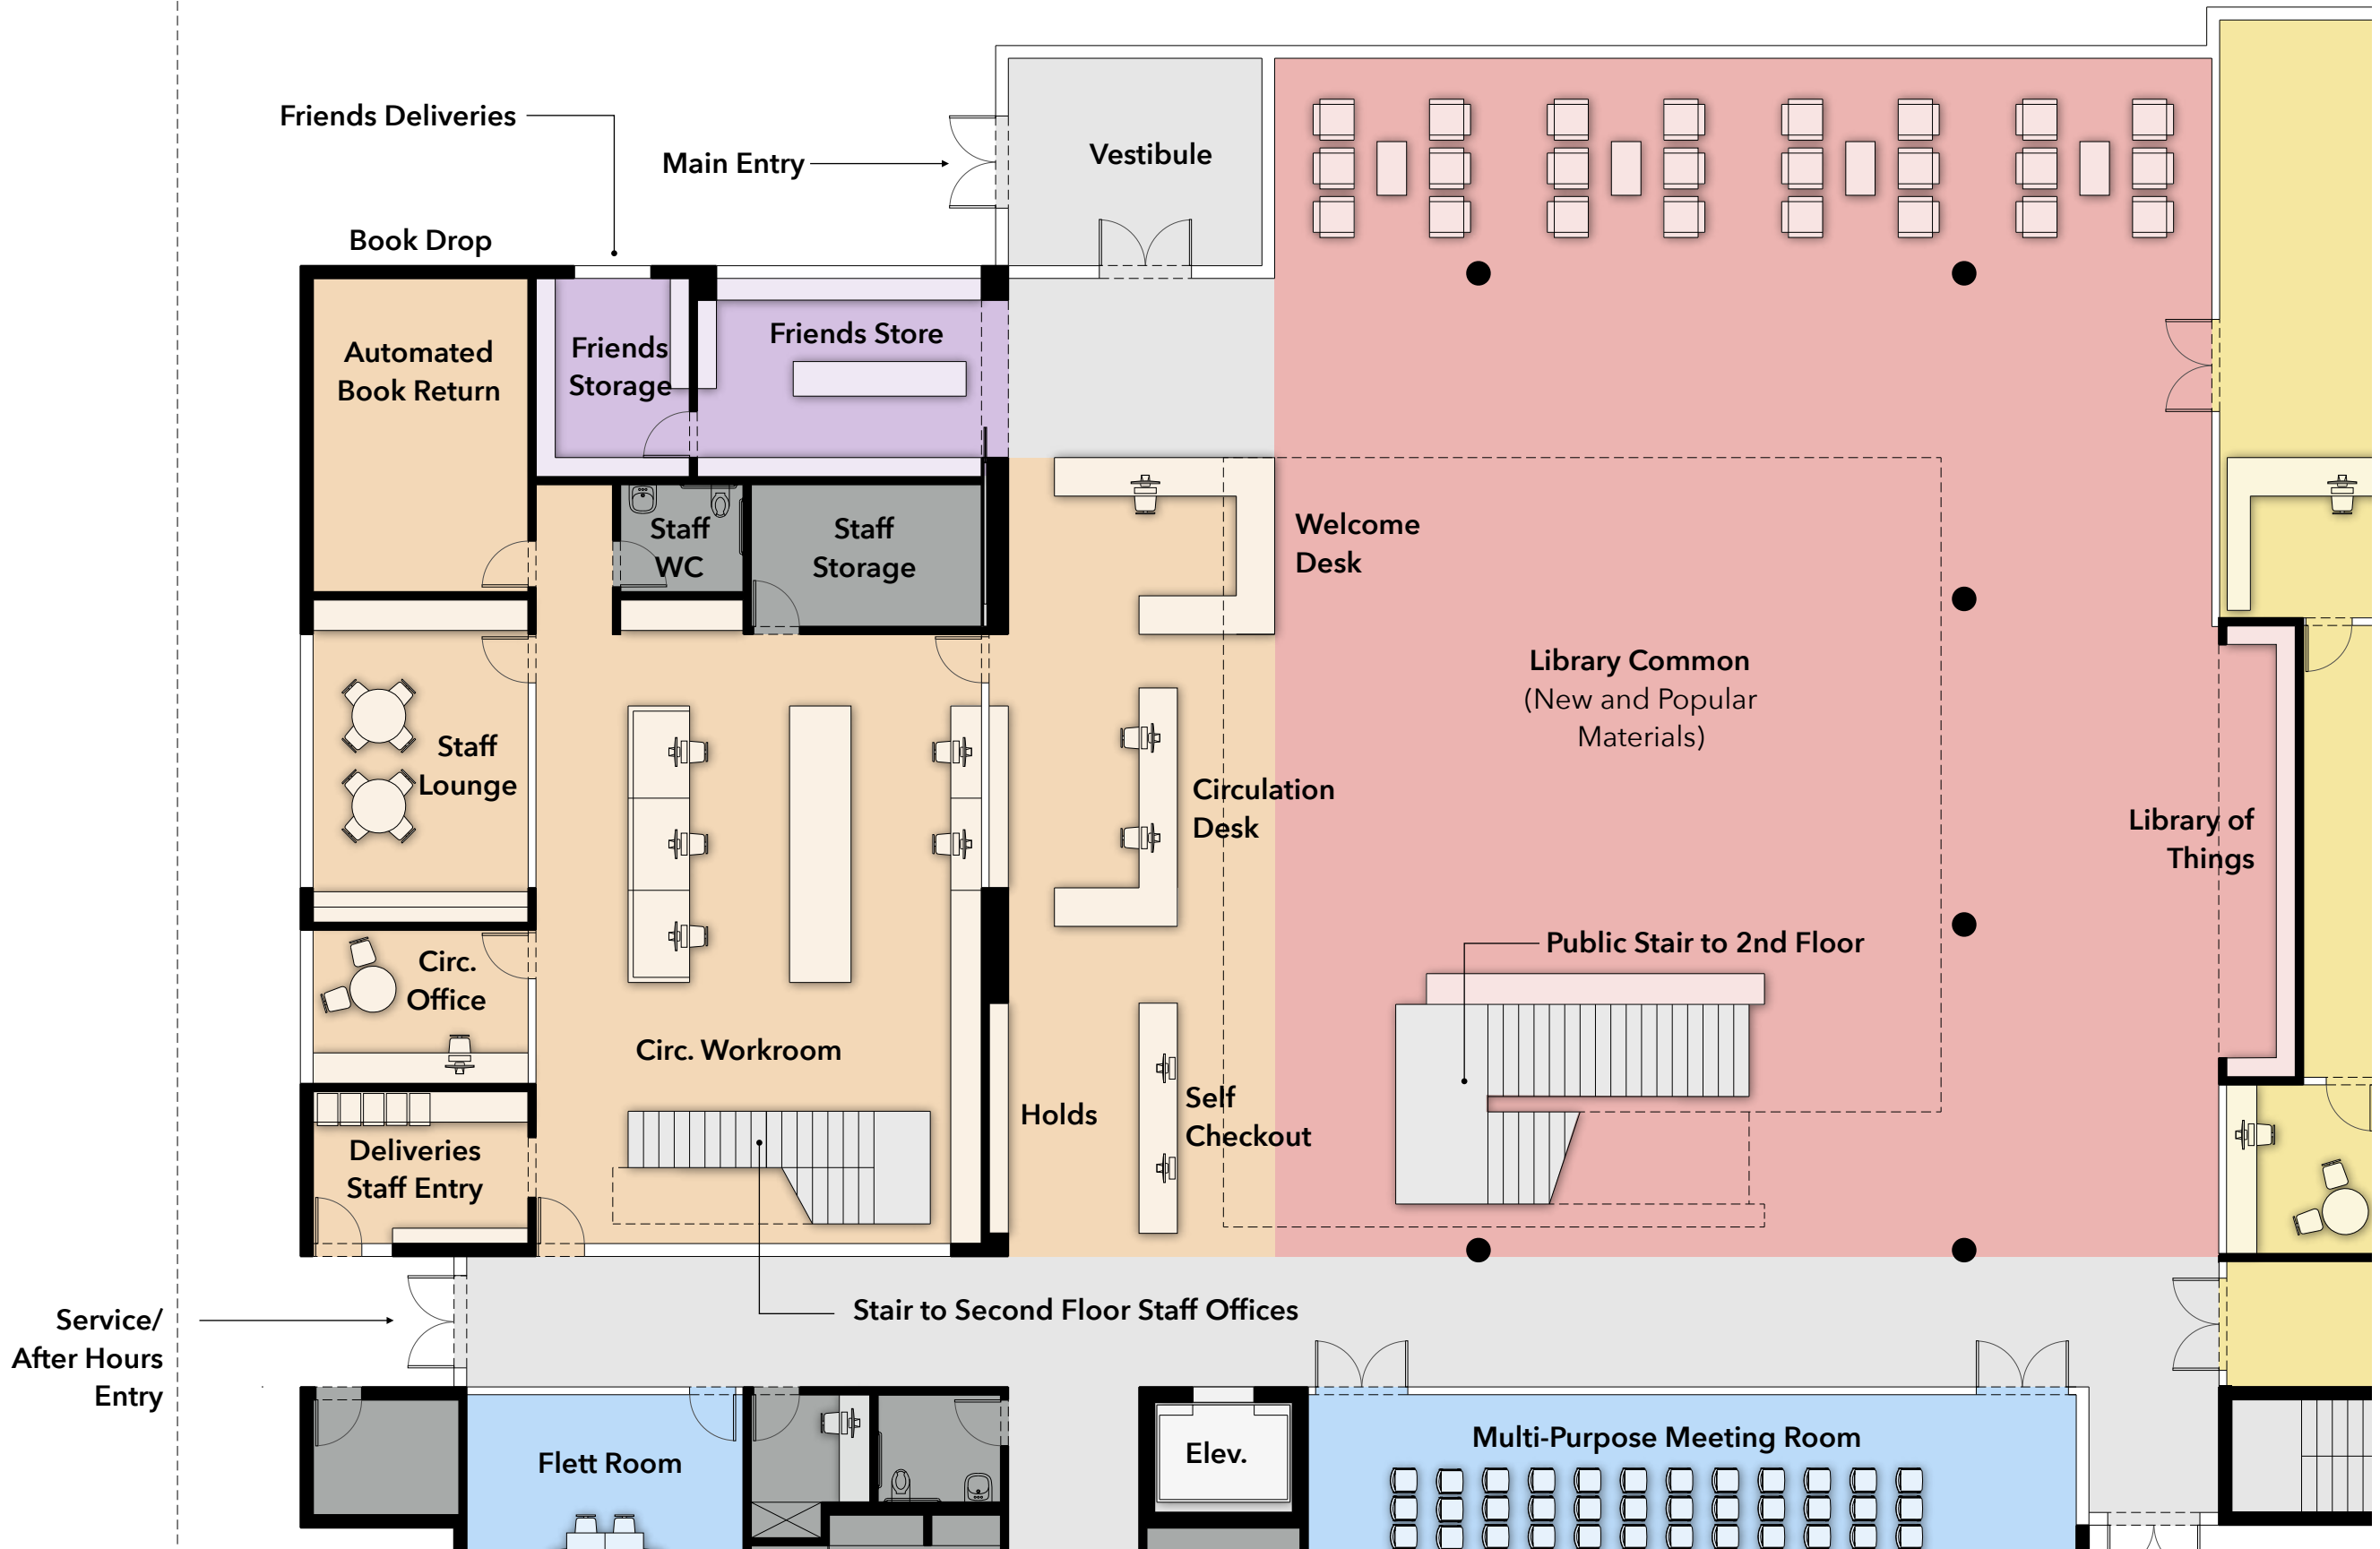 Friends Deliveries
Main Entry
Vestibule
Book Drop
Automated
Book Return
Friends
Storage
Friends Store
Staff
WC
Staff
Storage
Welcome
Desk
Library Common
(New and Popular
Materials)
Staff
Lounge
Circulation
Desk
Library of
Things
Circ.
Office
Public Stair to 2nd Floor
Circ. Workroom
Holds
Self
Checkout
Deliveries
Staff Entry
Service/
After Hours
Entry
Stair to Second Floor Staff Offices
Flett Room
Elev.
Multi-Purpose Meeting Room